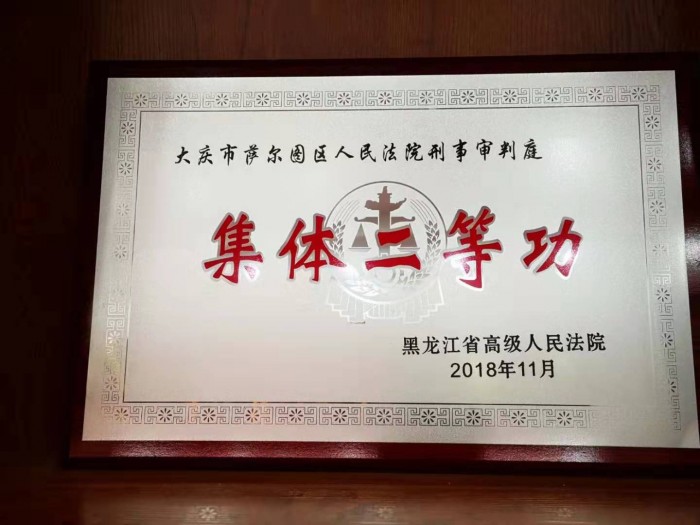 大庆市萨尔图区人民法院刑事审判庭
集体二等功
黑龙江省高级人民法院
2018年11月